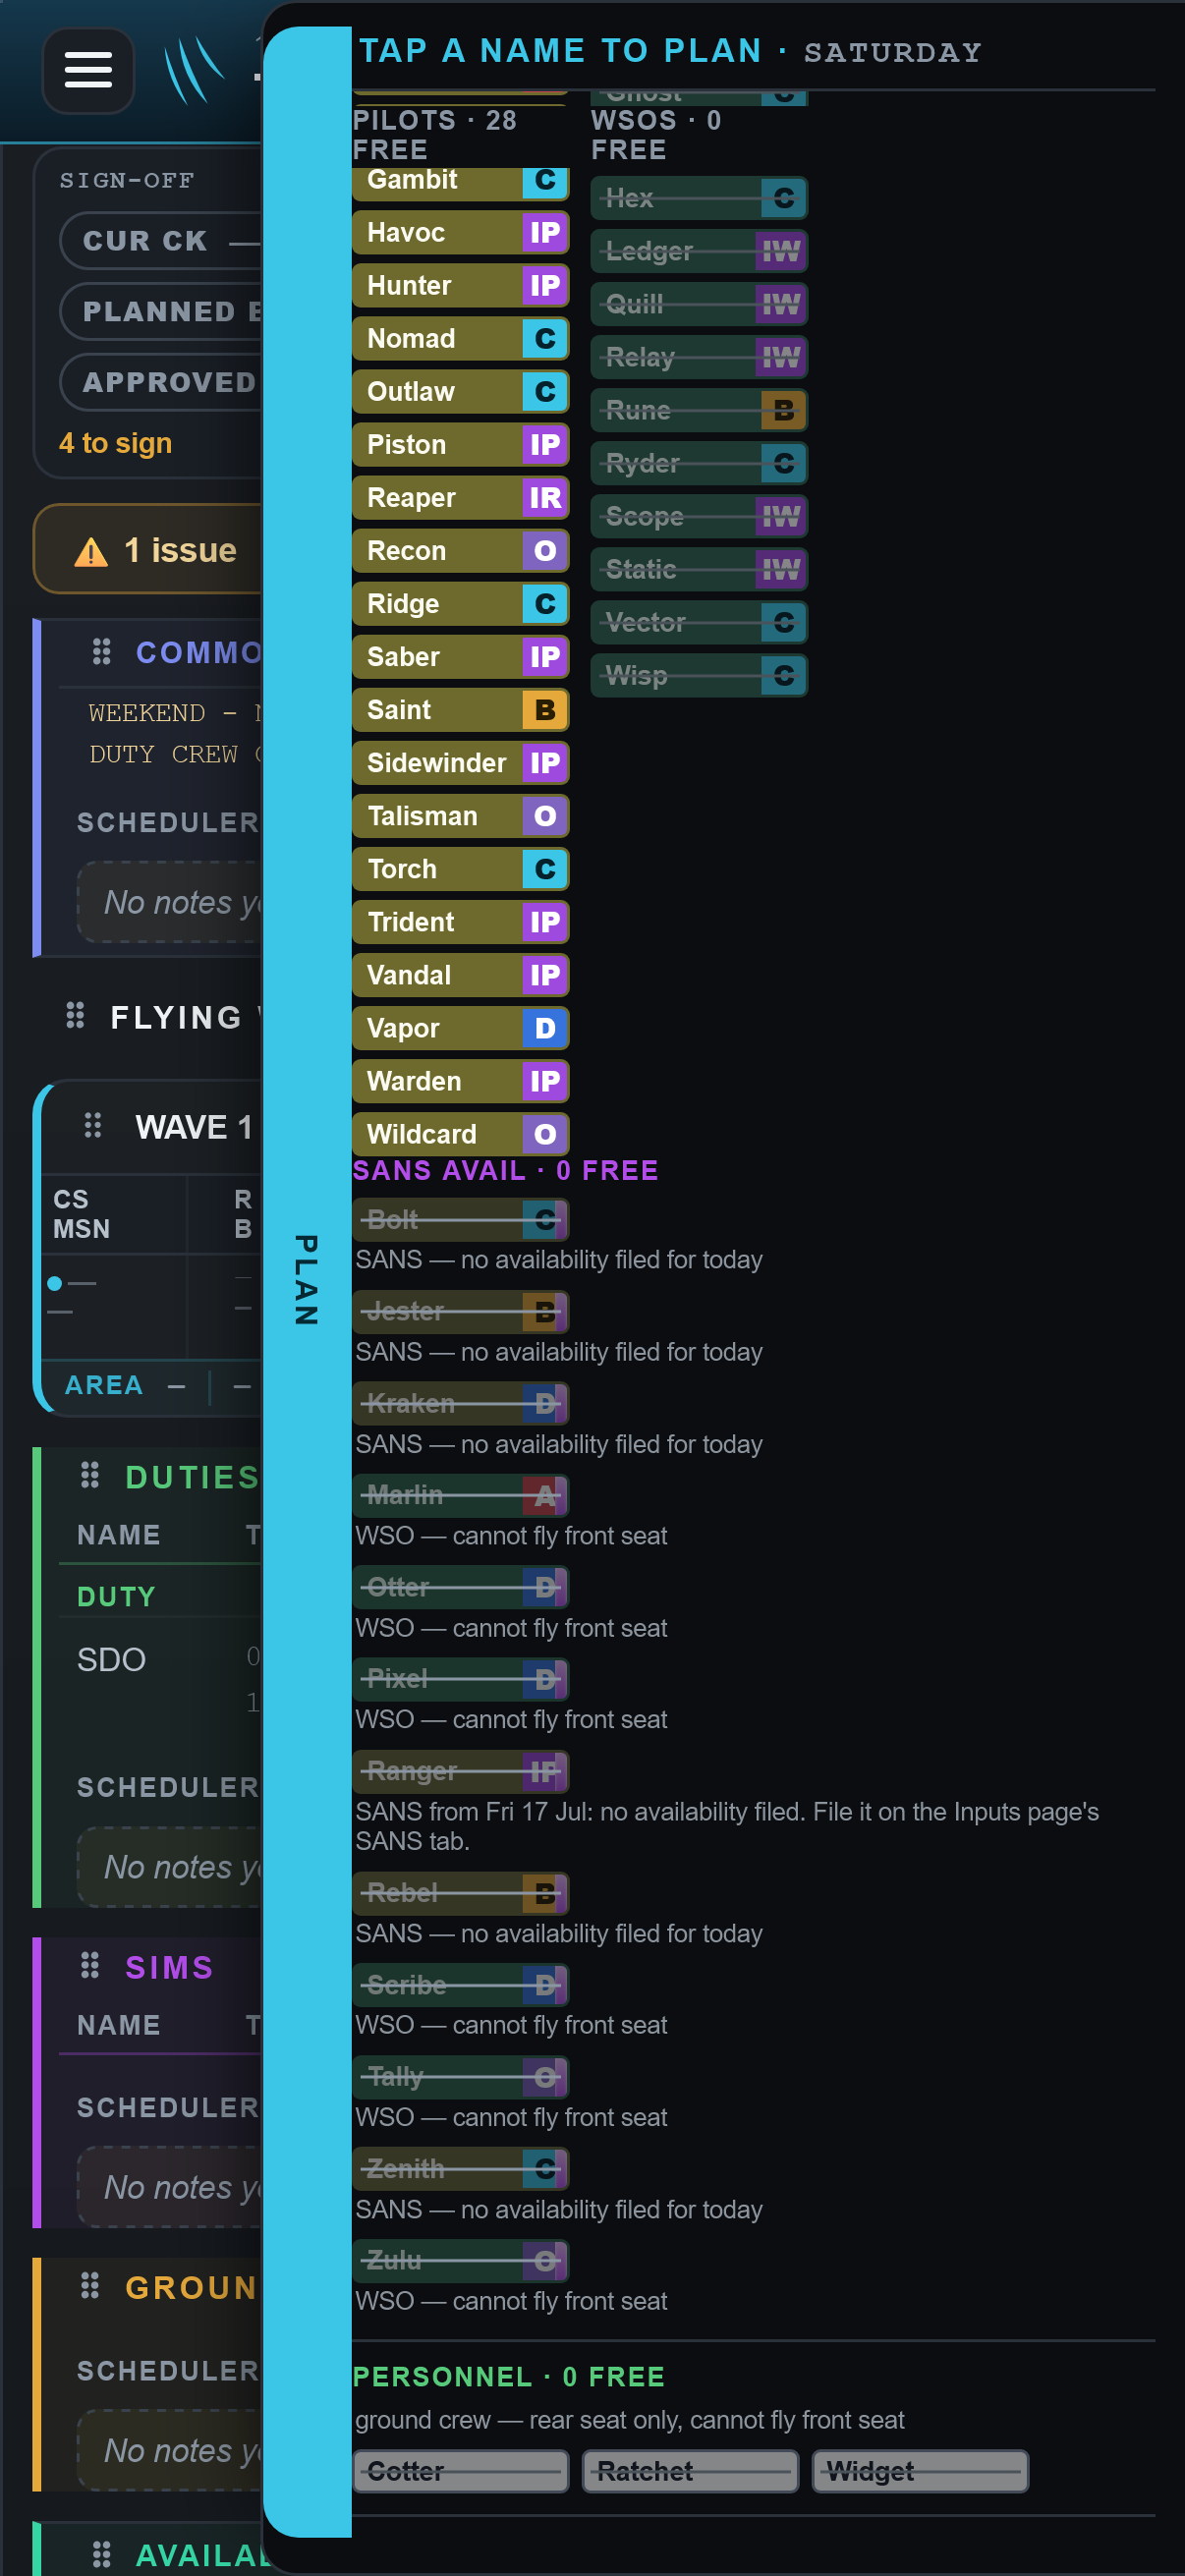 TAP A NAME TO PLAN · SATURDAY
SIGN-OFF
CUR CK —
PLANNED
APPROVED
4 to sign
1 issue
COMMO
WEEKEND –
DUTY CREW
SCHEDULER
No notes
FLYING
WAVE 1
CS
MSN
R
B
—
—
—
–
AREA – –
DUTIES
NAME T
DUTY
SDO 0
1
SCHEDULER
No notes
SIMS
NAME T
SCHEDULER
No notes
GROUN
SCHEDULER
No notes
AVAILA
PLAN
PILOTS · 28
FREE
Gambit C
Havoc IP
Hunter IP
Nomad C
Outlaw C
Piston IP
Reaper IR
Recon O
Ridge C
Saber IP
Saint B
Sidewinder IP
Talisman O
Torch C
Trident IP
Vandal IP
Vapor D
Warden IP
Wildcard O
Ghost C
WSOS · 0
FREE
Hex C
Ledger IW
Quill IW
Relay IW
Rune B
Ryder C
Scope IW
Static IW
Vector C
Wisp C
SANS AVAIL · 0 FREE
Bolt C
SANS — no availability filed for today
Jester B
SANS — no availability filed for today
Kraken D
SANS — no availability filed for today
Marlin A
WSO — cannot fly front seat
Otter D
WSO — cannot fly front seat
Pixel D
WSO — cannot fly front seat
Ranger IP
SANS from Fri 17 Jul: no availability filed. File it on the Inputs page's
SANS tab.
Rebel B
SANS — no availability filed for today
Scribe D
WSO — cannot fly front seat
Tally O
WSO — cannot fly front seat
Zenith C
SANS — no availability filed for today
Zulu O
WSO — cannot fly front seat
PERSONNEL · 0 FREE
ground crew — rear seat only, cannot fly front seat
Cotter
Ratchet
Widget